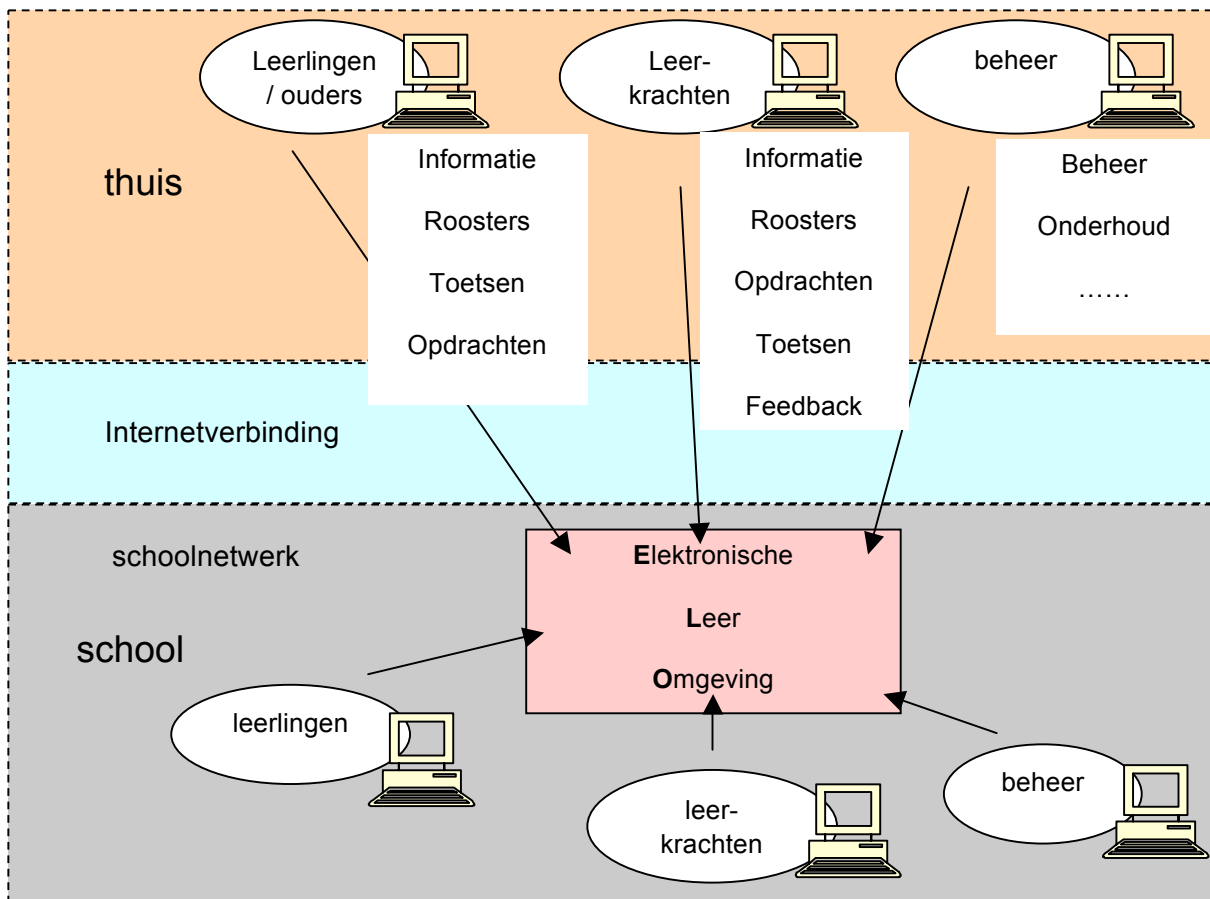 Leerlingen
/ ouders
Leer-
krachten
beheer
thuis
Informatie
Roosters
Toetsen
Opdrachten
Informatie
Roosters
Opdrachten
Toetsen
Feedback
Beheer
Onderhoud
……
Internetverbinding
schoolnetwerk
school
Elektronische
Leer
Omgeving
leerlingen
leer-
krachten
beheer